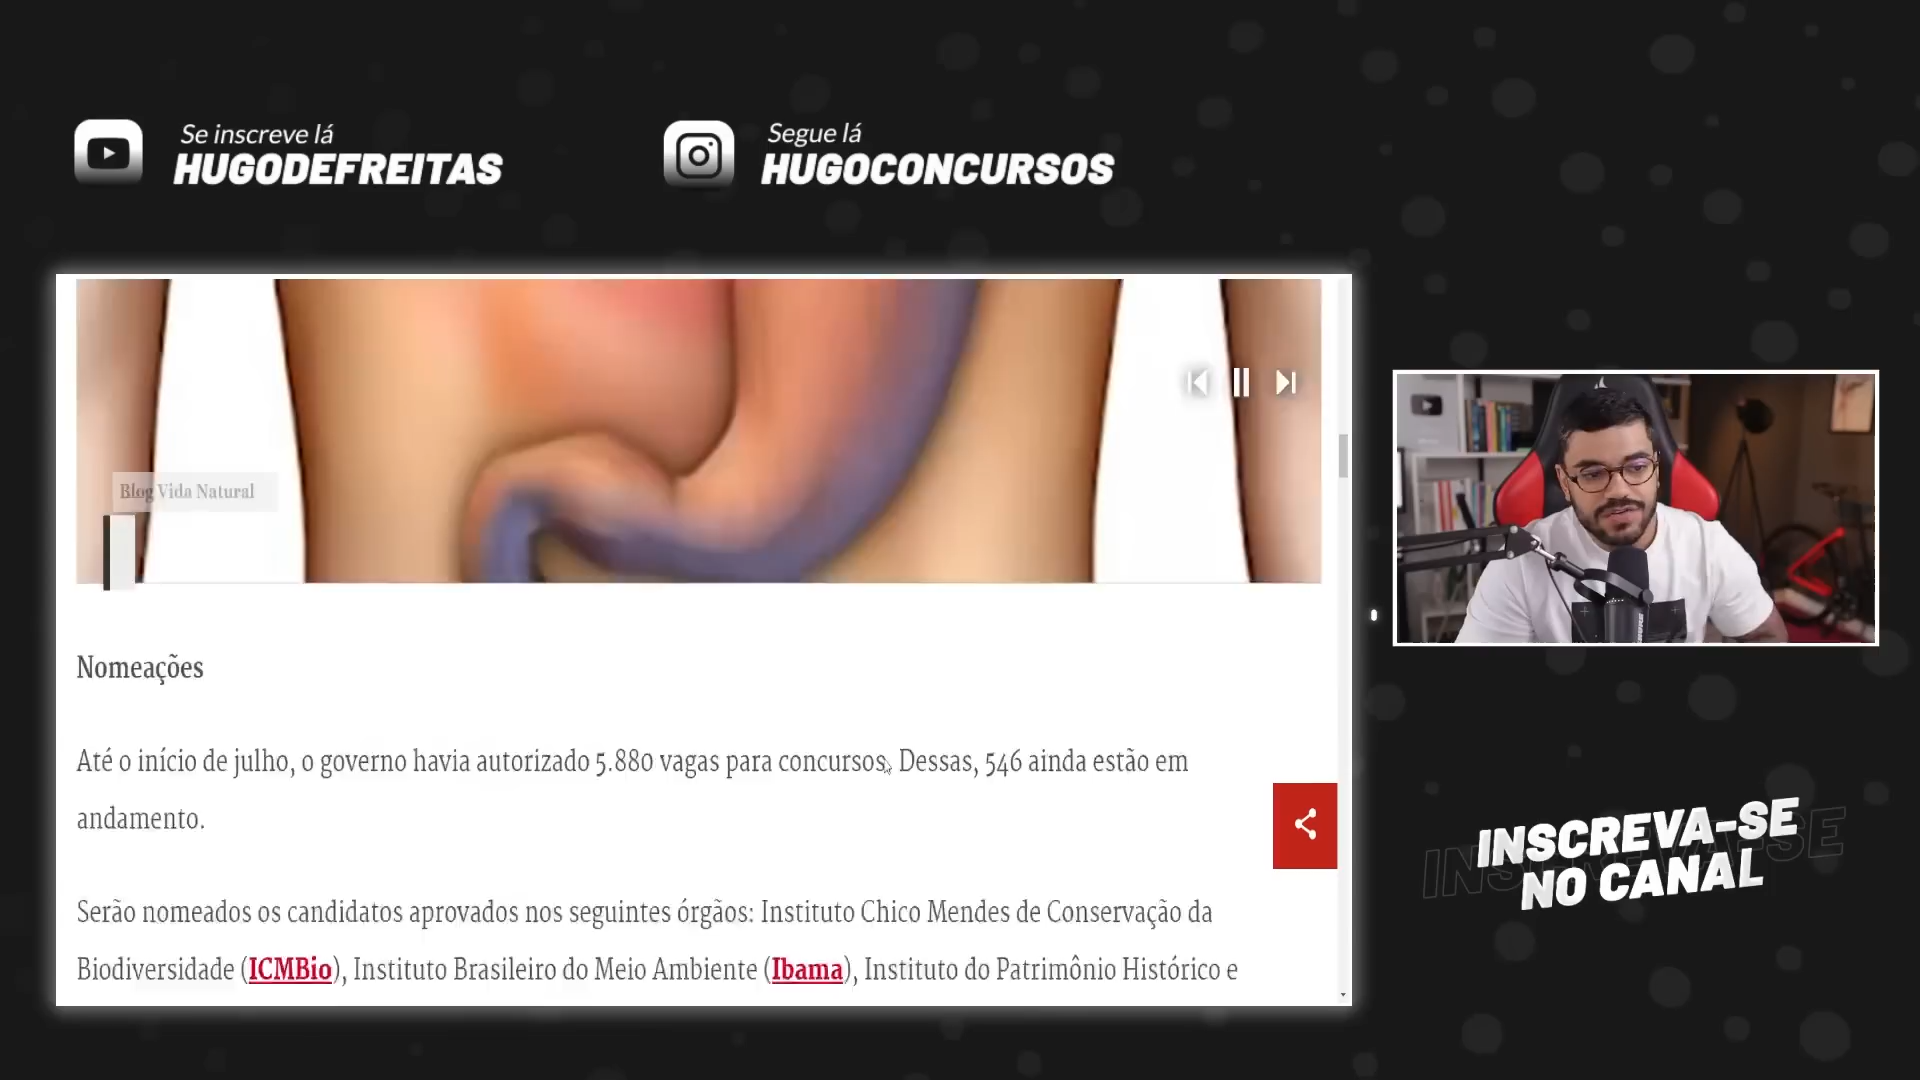 Se inscreve lá
HUGODEFREITAS
Segue lá
HUGOCONCURSOS
Blog Vida Natural
Nomeações
Até o início de julho, o governo havia autorizado 5.880 vagas para concursos. Dessas, 546 ainda estão em
andamento.
Serão nomeados os candidatos aprovados nos seguintes órgãos: Instituto Chico Mendes de Conservação da
Biodiversidade (ICMBio), Instituto Brasileiro do Meio Ambiente (Ibama), Instituto do Patrimônio Histórico e
INSCREVA-SE
NO CANAL